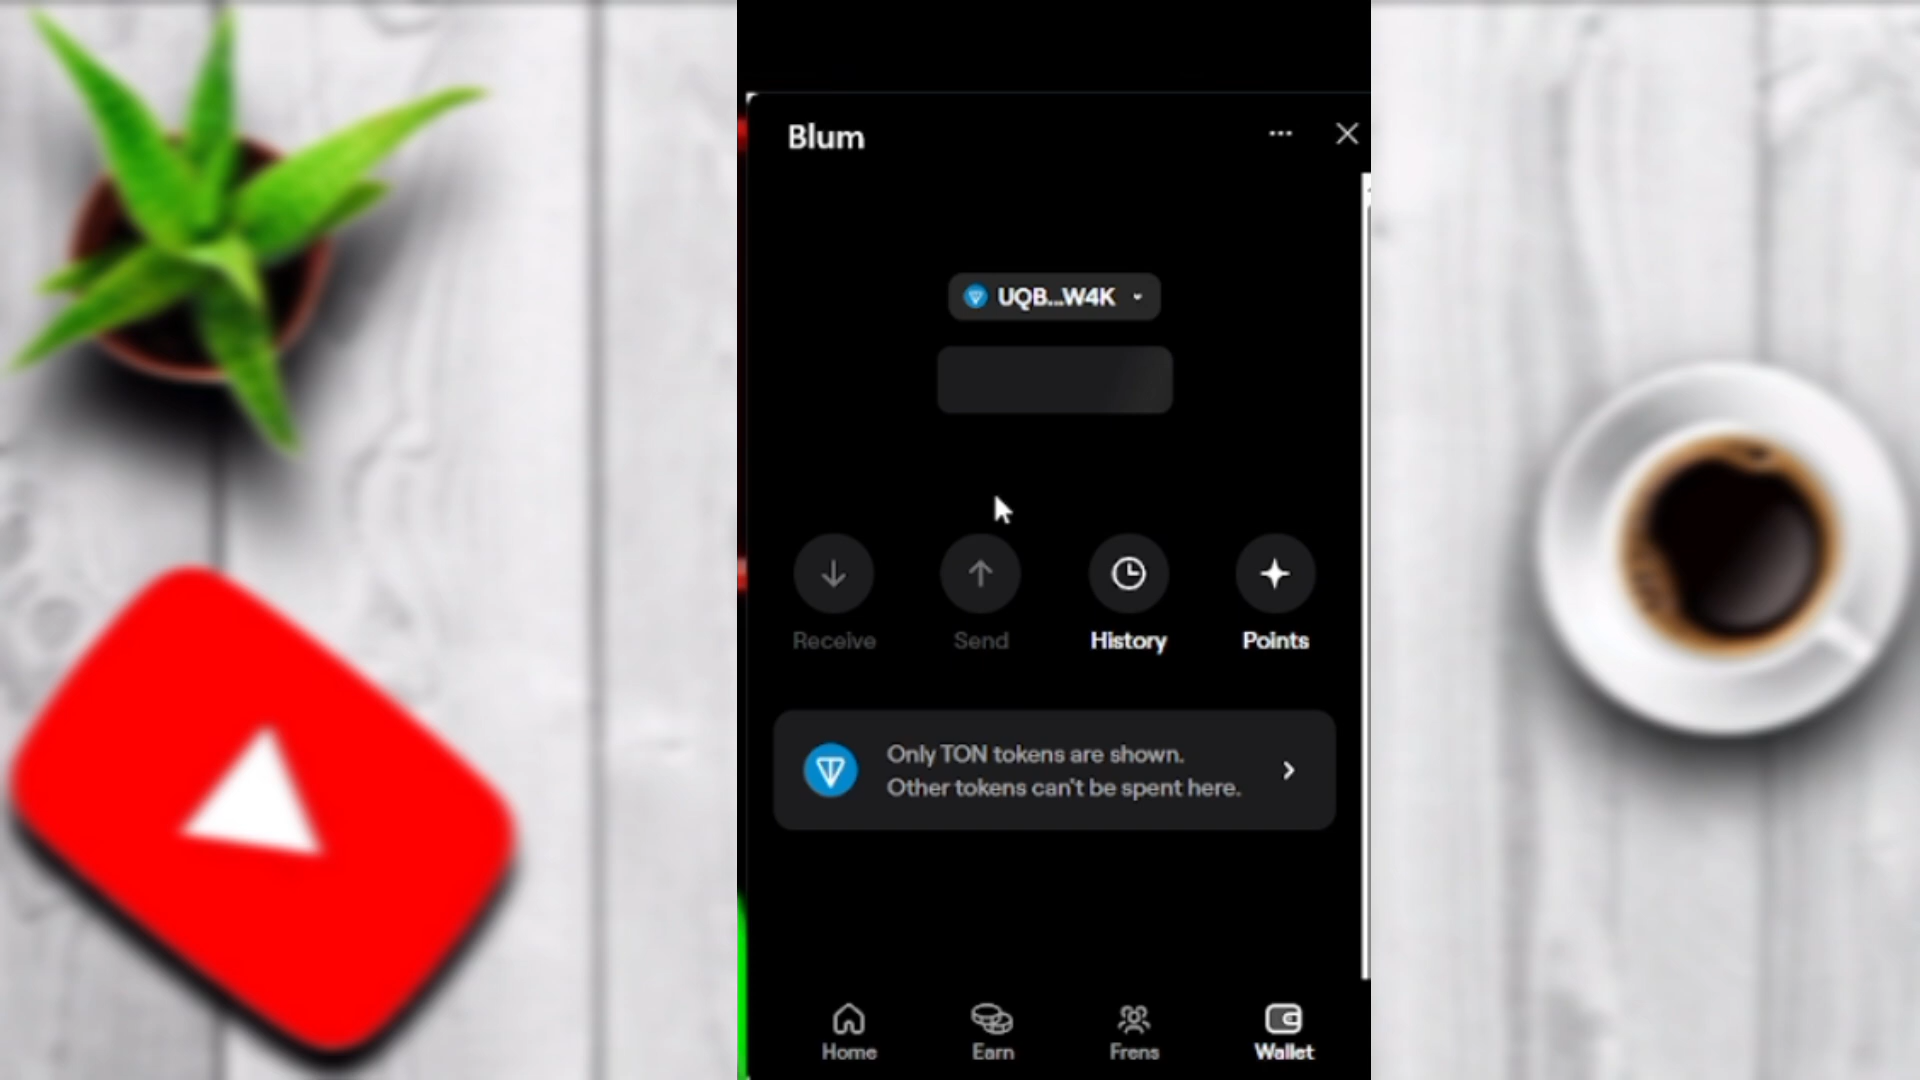 Blum
UQB...W4K
Receive
Send
History
Points
Only TON tokens are shown.
Other tokens can't be spent here.
Home
Earn
Frens
Wallet